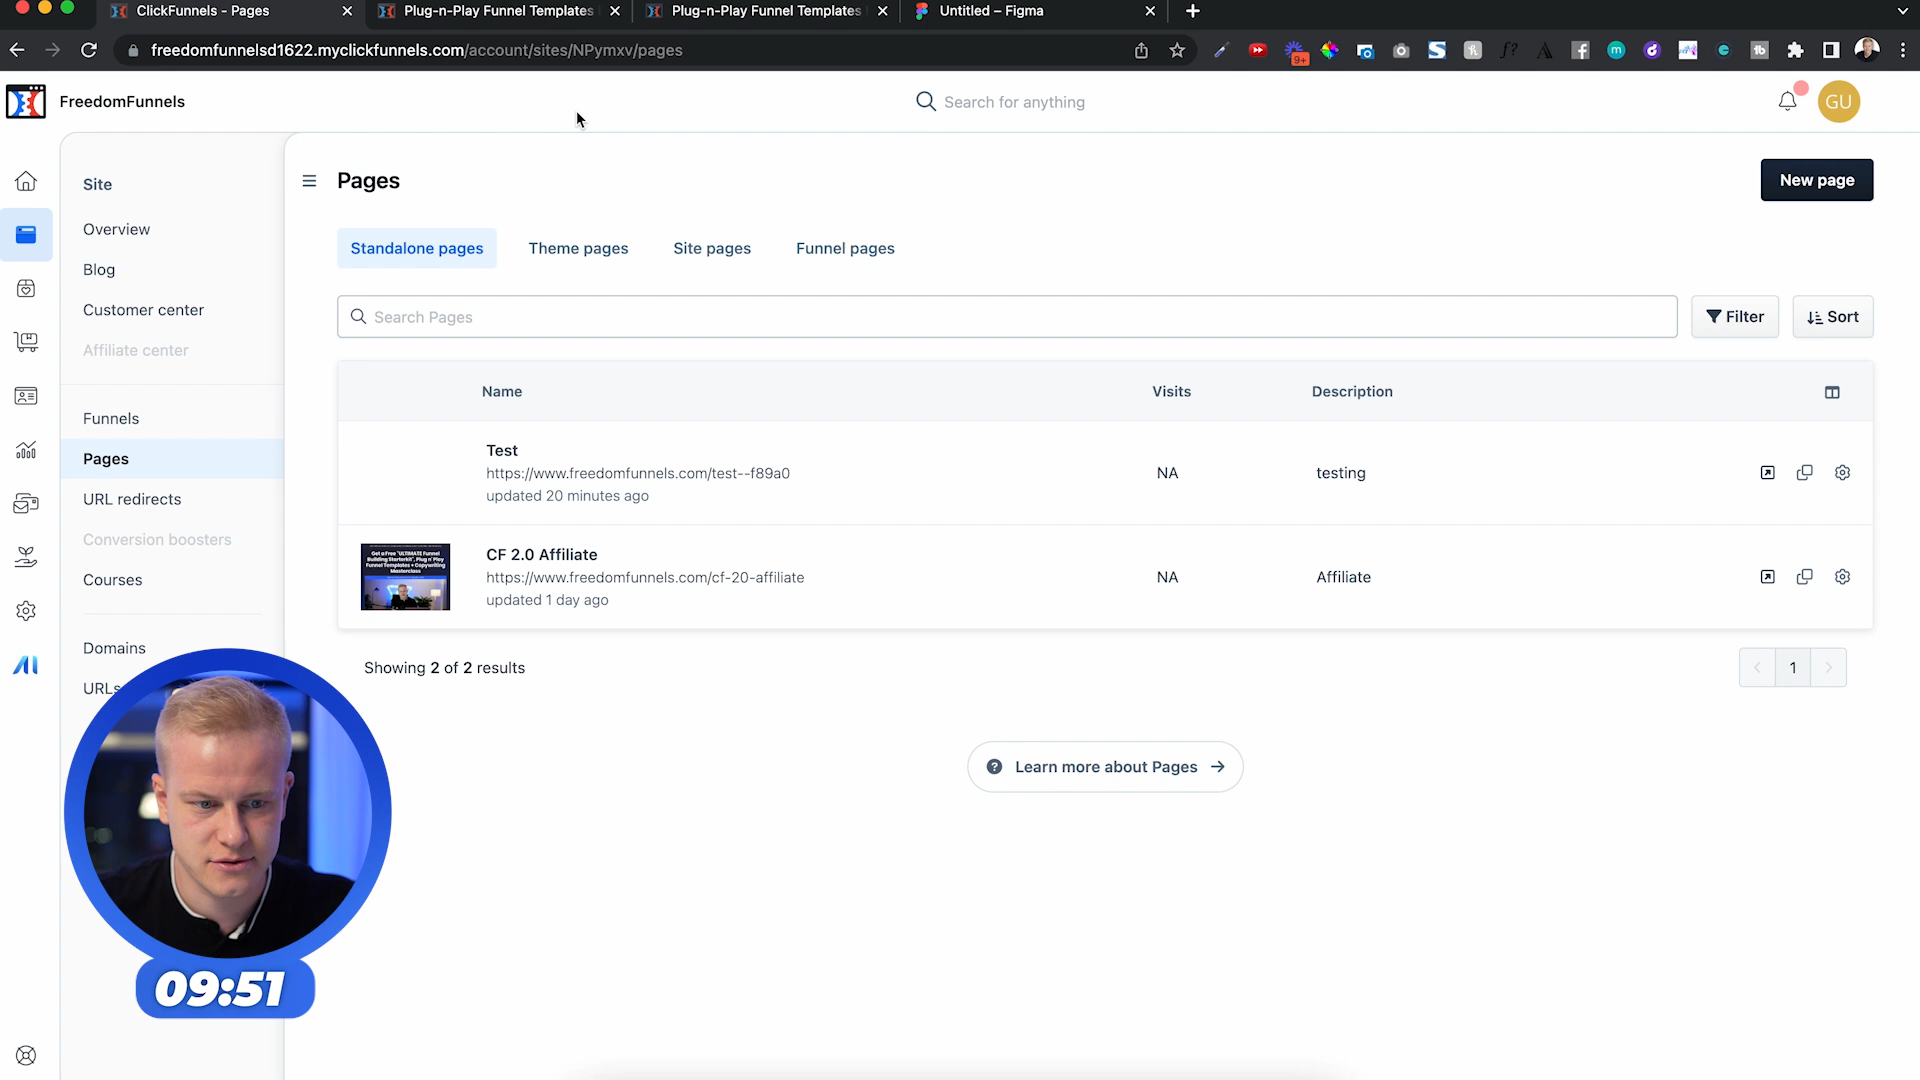 ClickFunnels - Pages
Plug-n-Play Funnel Templates
Plug-n-Play Funnel Templates
Untitled – Figma
freedomfunnelsd1622.myclickfunnels.com/account/sites/NPymxv/pages
9+
FreedomFunnels
Search for anything
GU
Site
Overview
Blog
Customer center
Affiliate center
Funnels
Pages
URL redirects
Conversion boosters
Courses
Domains
URLs
Pages
New page
Standalone pages
Theme pages
Site pages
Funnel pages
Search Pages
Filter
Sort
Name
Visits
Description
Test
https://www.freedomfunnels.com/test--f89a0
updated 20 minutes ago
NA
testing
Get a Free "ULTIMATE Funnel
Building Starterkit", Plug n' Play
Funnel Templates + Copywriting
Masterclass
CF 2.0 Affiliate
https://www.freedomfunnels.com/cf-20-affiliate
updated 1 day ago
NA
Affiliate
Showing 2 of 2 results
1
Learn more about Pages
09:51